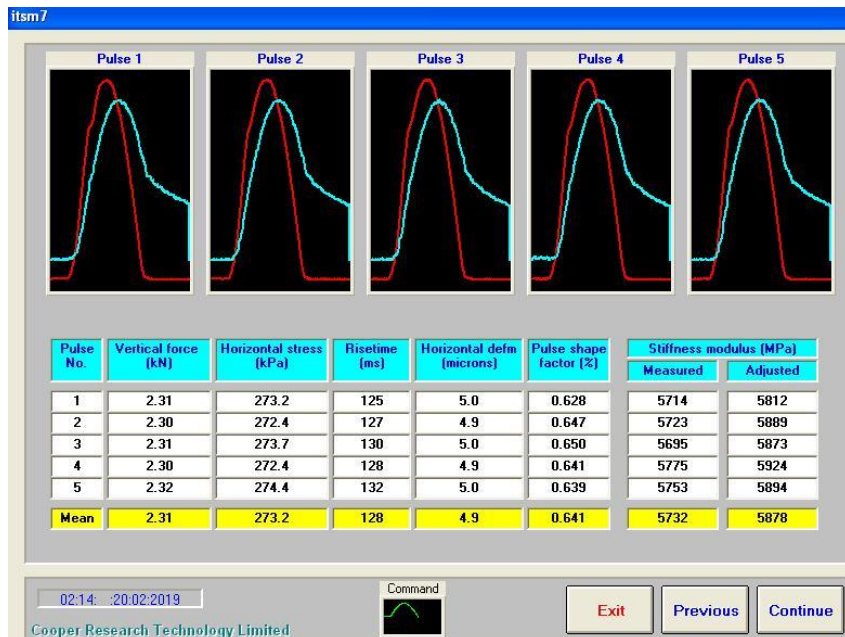 itsm7
Pulse 1 Pulse 2 Pulse 3 Pulse 4 Pulse 5
Pulse No. Vertical force (kN) Horizontal stress (kPa) Risetime (ms) Horizontal defm (microns) Pulse shape factor (%) Stiffness modulus (MPa)
Measured Adjusted
1 2.31 273.2 125 5.0 0.628 5714 5812
2 2.30 272.4 127 4.9 0.647 5723 5889
3 2.31 273.7 130 5.0 0.650 5695 5873
4 2.30 272.4 128 4.9 0.641 5775 5924
5 2.32 274.4 132 5.0 0.639 5753 5894
Mean 2.31 273.2 128 4.9 0.641 5732 5878
02:14: :20:02:2019
Command
Exit Previous Continue
Cooper Research Technology Limited